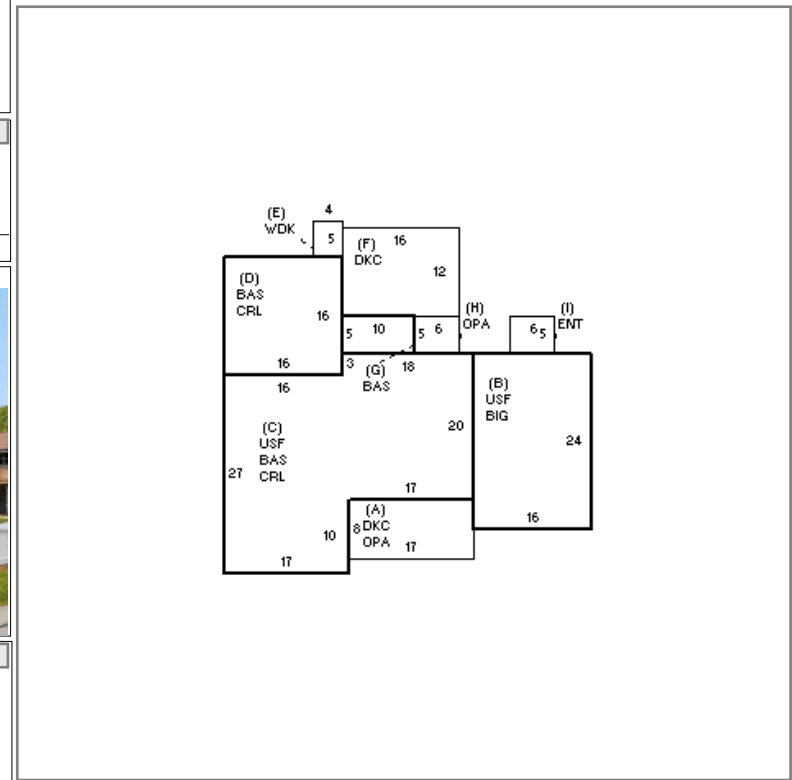 4
(E)
WDK
5
(F)
DKC
16
12
(D)
BAS
CRL
16
16
5
10
5
6
(H)
OPA
6
5
(I)
ENT
3
(G)
BAS
18
16
(C)
USF
BAS
CRL
27
20
(B)
USF
BIG
24
16
17
(A)
DKC
OPA
8
17
10
17